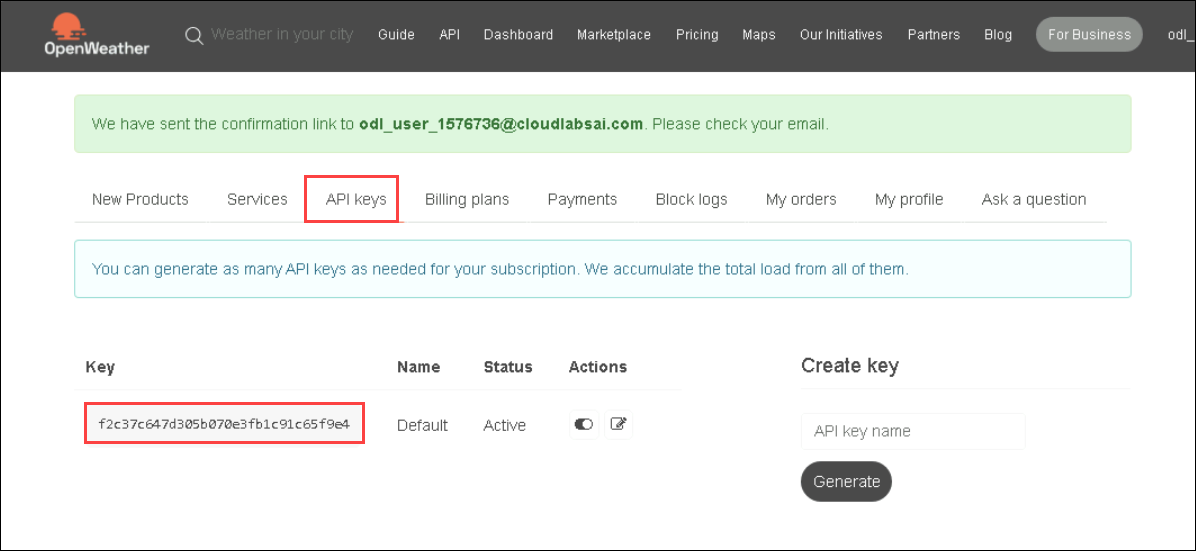 OpenWeather
Weather in your city Guide API Dashboard Marketplace Pricing Maps Our Initiatives Partners Blog For Business odl_
We have sent the confirmation link to odl_user_1576736@cloudlabsai.com. Please check your email.
New Products Services API keys Billing plans Payments Block logs My orders My profile Ask a question
You can generate as many API keys as needed for your subscription. We accumulate the total load from all of them.
Key Name Status Actions
f2c37c647d305b070e3fb1c91c65f9e4 Default Active
Create key
API key name
Generate